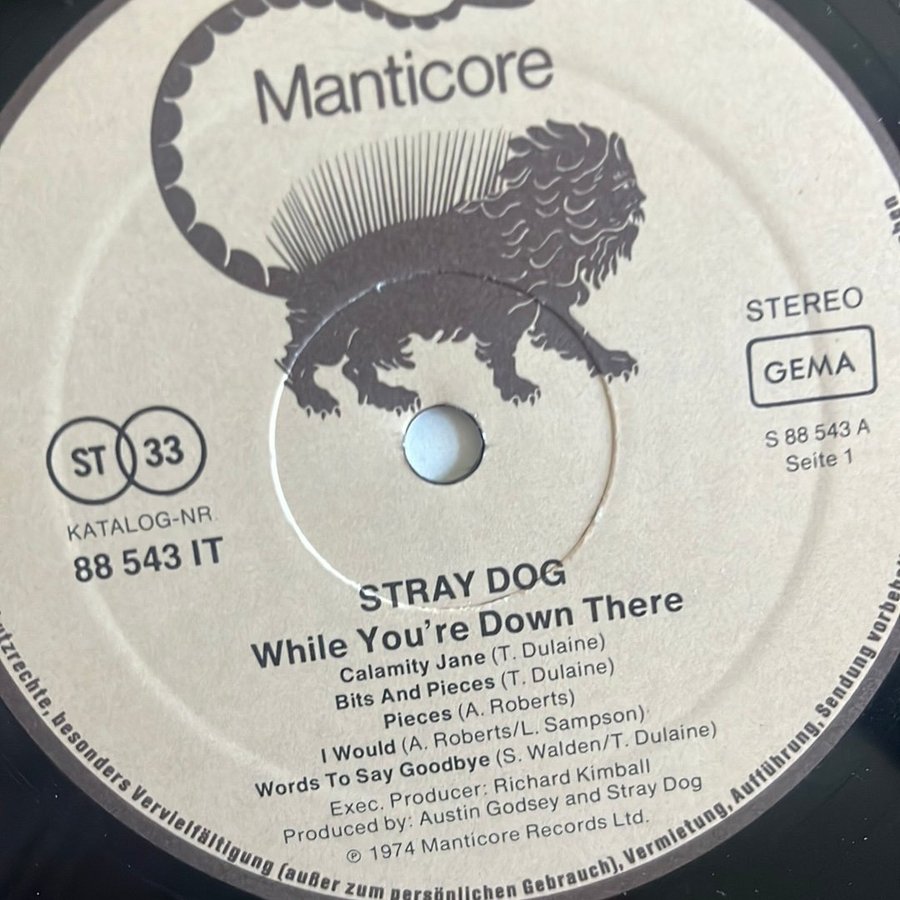 Manticore
STEREO
GEMA
S 88 543 A
Seite 1
ST 33
KATALOG-NR.
88 543 IT
STRAY DOG
While You're Down There
Calamity Jane (T. Dulaine)
Bits And Pieces (T. Dulaine)
Pieces (A. Roberts)
I Would (A. Roberts/L. Sampson)
Words To Say Goodbye (S. Walden/T. Dulaine)
Exec. Producer: Richard Kimball
Produced by: Austin Godsey and Stray Dog
℗ 1974 Manticore Records Ltd.
besonders Vervielfältigung (außer zum persönlichen Gebrauch), Vermietung, Aufführung, Sendung